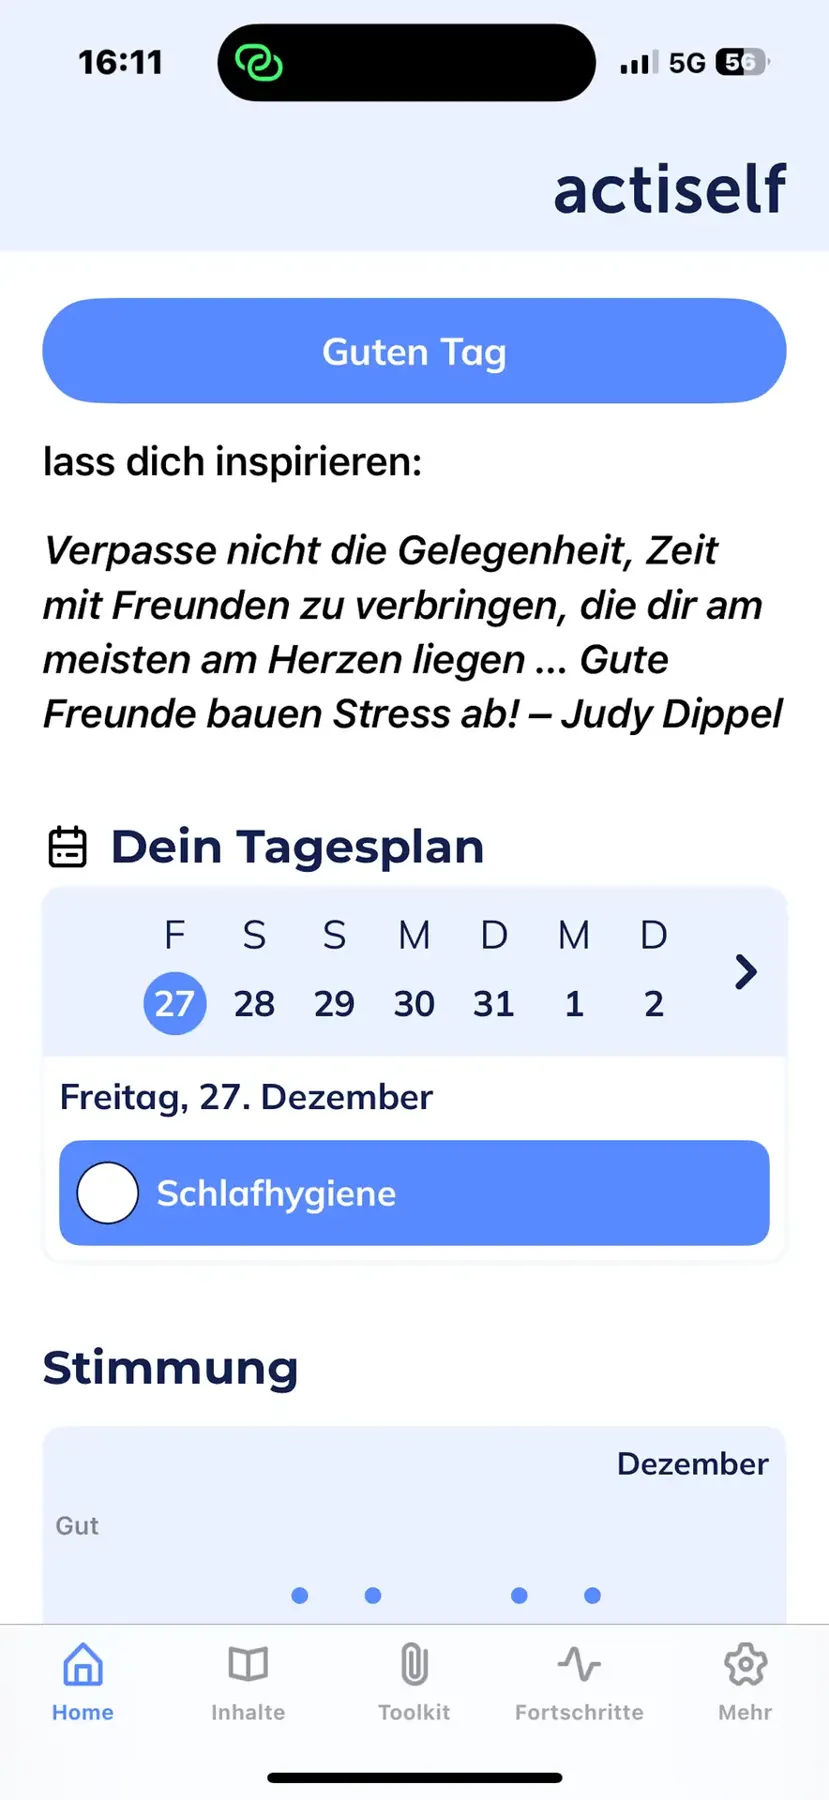 16:11
5G
56
actiself
Guten Tag
lass dich inspirieren:
Verpasse nicht die Gelegenheit, Zeit
mit Freunden zu verbringen, die dir am
meisten am Herzen liegen ... Gute
Freunde bauen Stress ab! – Judy Dippel
Dein Tagesplan
F S S M D M D
27 28 29 30 31 1 2
Freitag, 27. Dezember
Schlafhygiene
Stimmung
Dezember
Gut
Home Inhalte Toolkit Fortschritte Mehr